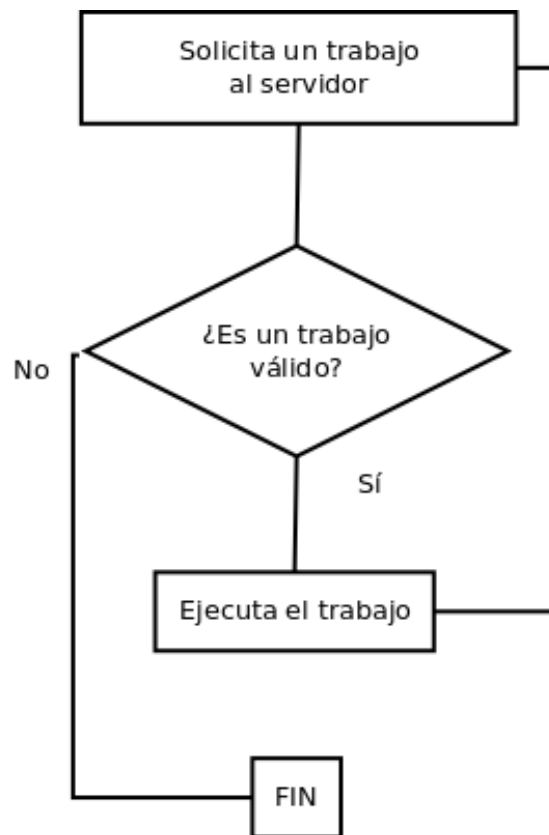 Solicita un trabajo
al servidor
¿Es un trabajo
válido?
No
Sí
Ejecuta el trabajo
FIN